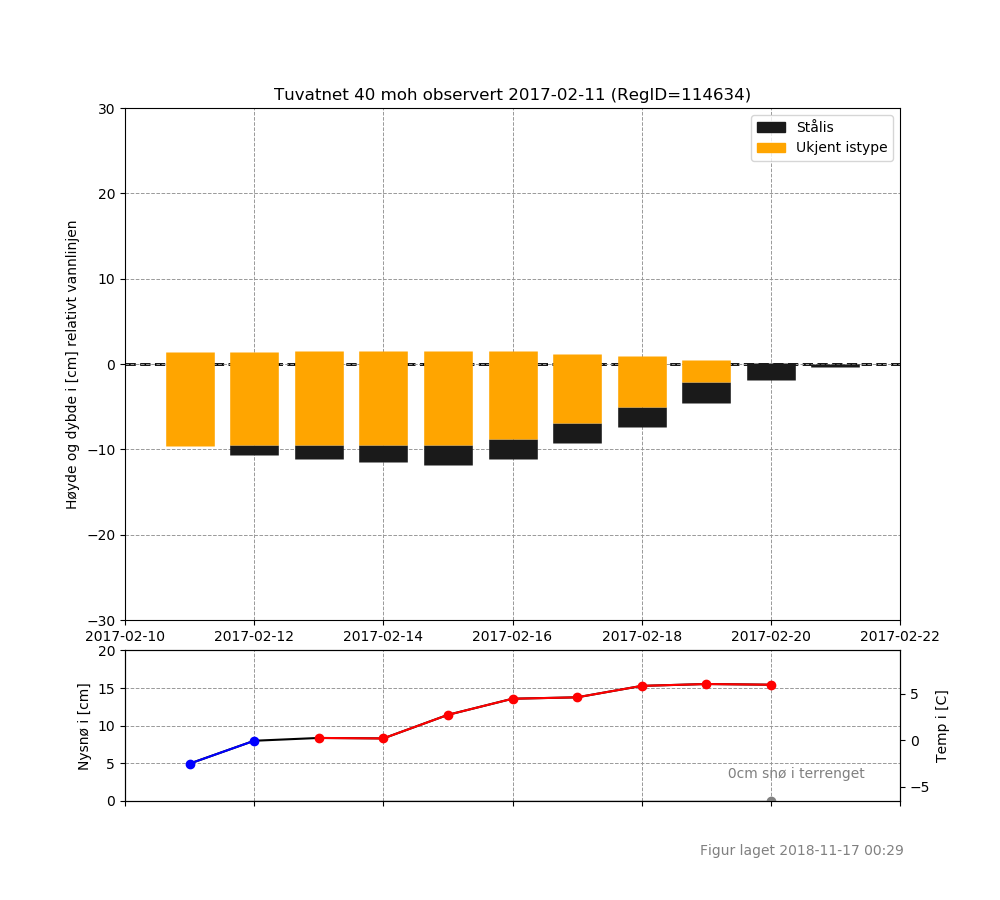 Tuvatnet 40 moh observert 2017-02-11 (RegID=114634)
Stålis
Ukjent istype
Høyde og dybde i [cm] relativt vannlinjen
30
20
10
0
−10
−20
−30
2017-02-10 2017-02-12 2017-02-14 2017-02-16 2017-02-18 2017-02-20 2017-02-22
Nysnø i [cm]
20
15
10
5
0
5
0
−5
Temp i [C]
0cm snø i terrenget
Figur laget 2018-11-17 00:29